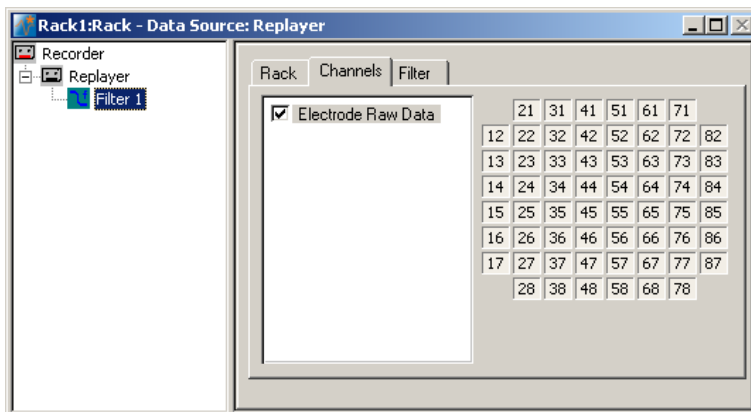 Rack1:Rack - Data Source: Replayer
Recorder
Replayer
Filter 1
Rack Channels Filter
Electrode Raw Data
21 31 41 51 61 71
12 22 32 42 52 62 72 82
13 23 33 43 53 63 73 83
14 24 34 44 54 64 74 84
15 25 35 45 55 65 75 85
16 26 36 46 56 66 76 86
17 27 37 47 57 67 77 87
28 38 48 58 68 78